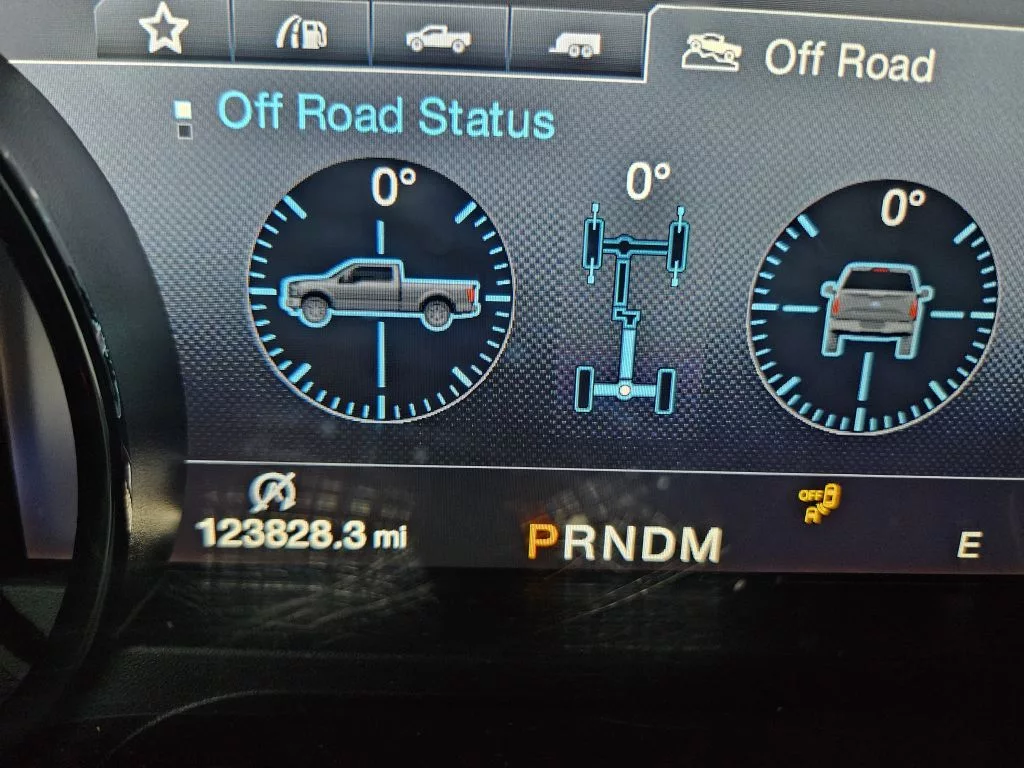 Off Road
Off Road Status
0° 0° 0°
OFF
123828.3 mi PRNDM E